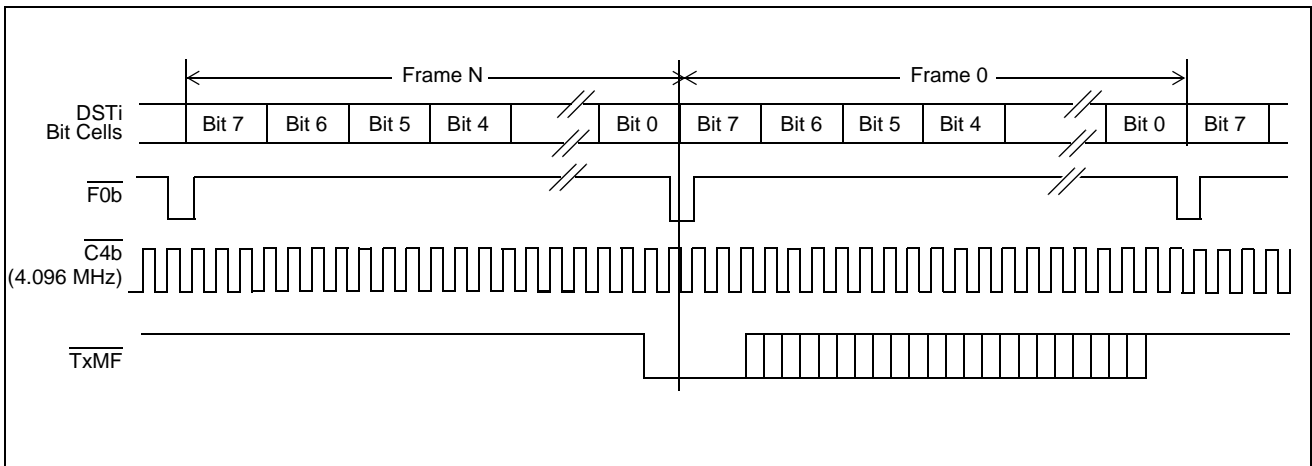 Frame N Frame 0
DSTi
Bit Cells
Bit 7 Bit 6 Bit 5 Bit 4 Bit 0 Bit 7 Bit 6 Bit 5 Bit 4 Bit 0 Bit 7
F0b
C4b
(4.096 MHz)
TxMF